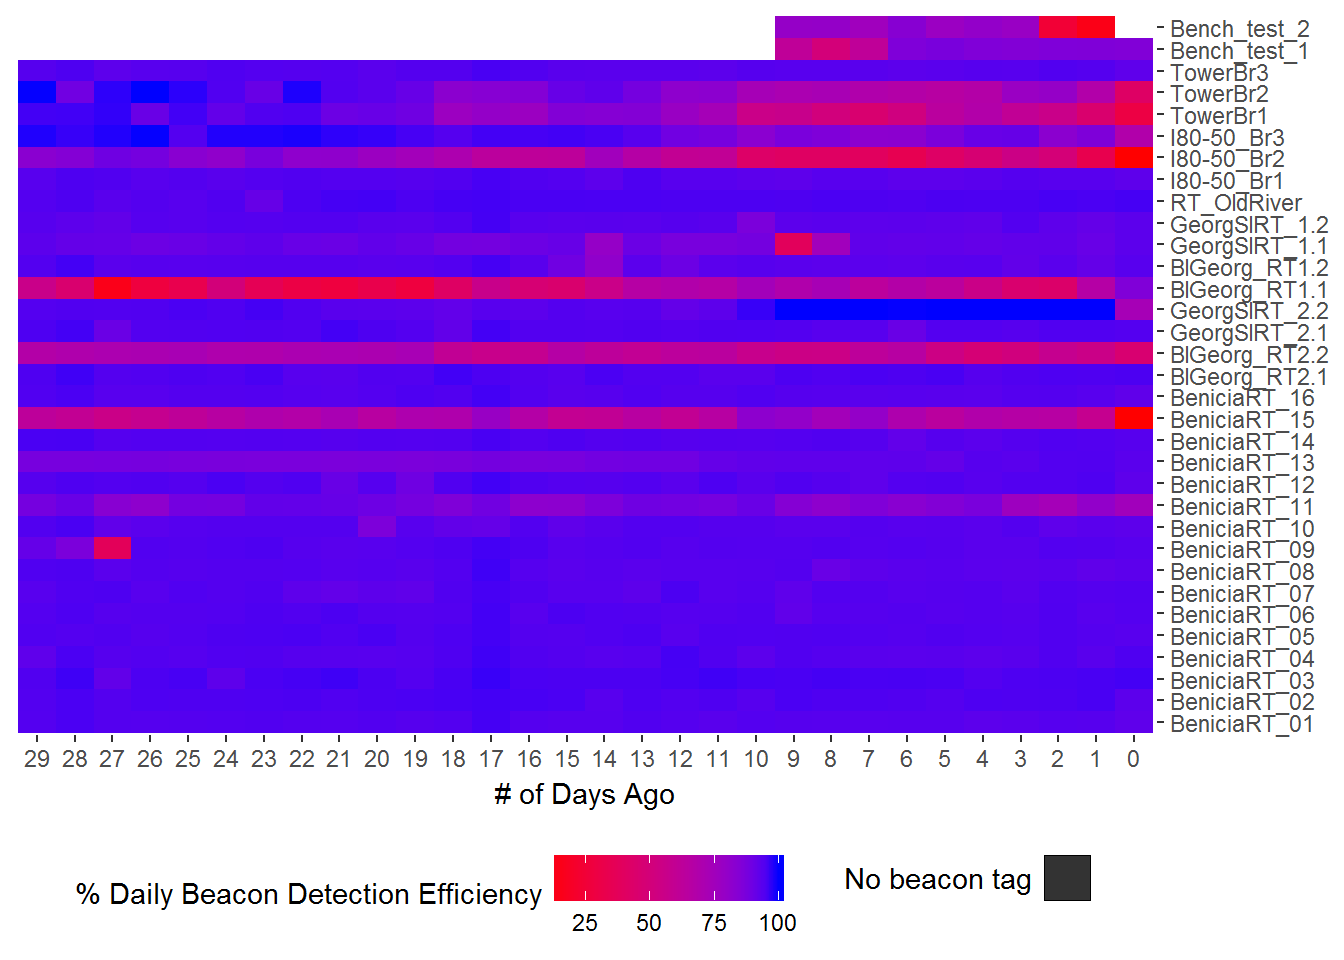 Bench_test_2
Bench_test_1
TowerBr3
TowerBr2
TowerBr1
I80-50_Br3
I80-50_Br2
I80-50_Br1
RT_OldRiver
GeorgSlRT_1.2
GeorgSlRT_1.1
BlGeorg_RT1.2
BlGeorg_RT1.1
GeorgSlRT_2.2
GeorgSlRT_2.1
BlGeorg_RT2.2
BlGeorg_RT2.1
BeniciaRT_16
BeniciaRT_15
BeniciaRT_14
BeniciaRT_13
BeniciaRT_12
BeniciaRT_11
BeniciaRT_10
BeniciaRT_09
BeniciaRT_08
BeniciaRT_07
BeniciaRT_06
BeniciaRT_05
BeniciaRT_04
BeniciaRT_03
BeniciaRT_02
BeniciaRT_01
29 28 27 26 25 24 23 22 21 20 19 18 17 16 15 14 13 12 11 10 9 8 7 6 5 4 3 2 1 0
# of Days Ago
% Daily Beacon Detection Efficiency
25 50 75 100
No beacon tag